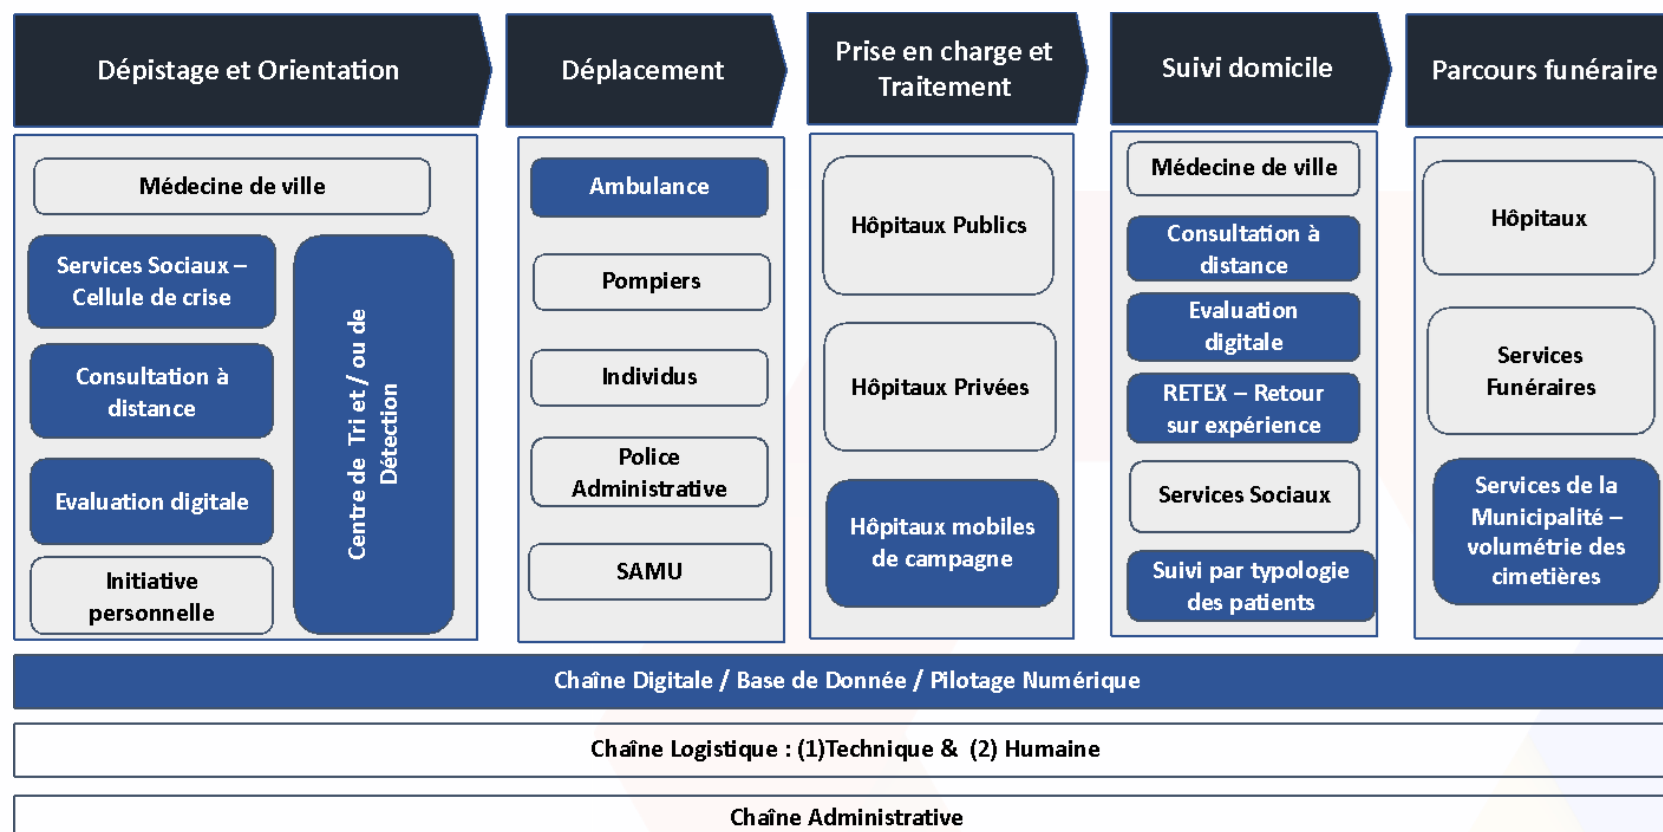 Dépistage et Orientation
Déplacement
Prise en charge et
Traitement
Suivi domicile
Parcours funéraire
Médecine de ville
Services Sociaux –
Cellule de crise
Consultation à
distance
Evaluation digitale
Initiative
personnelle
Centre de Tri et / ou de
Détection
Ambulance
Pompiers
Individus
Police
Administrative
SAMU
Hôpitaux Publics
Hôpitaux Privées
Hôpitaux mobiles
de campagne
Médecine de ville
Consultation à
distance
Evaluation
digitale
RETEX – Retour
sur expérience
Services Sociaux
Suivi par typologie
des patients
Hôpitaux
Services
Funéraires
Services de la
Municipalité –
volumétrie des
cimetières
Chaîne Digitale / Base de Donnée / Pilotage Numérique
Chaîne Logistique : (1)Technique & (2) Humaine
Chaîne Administrative